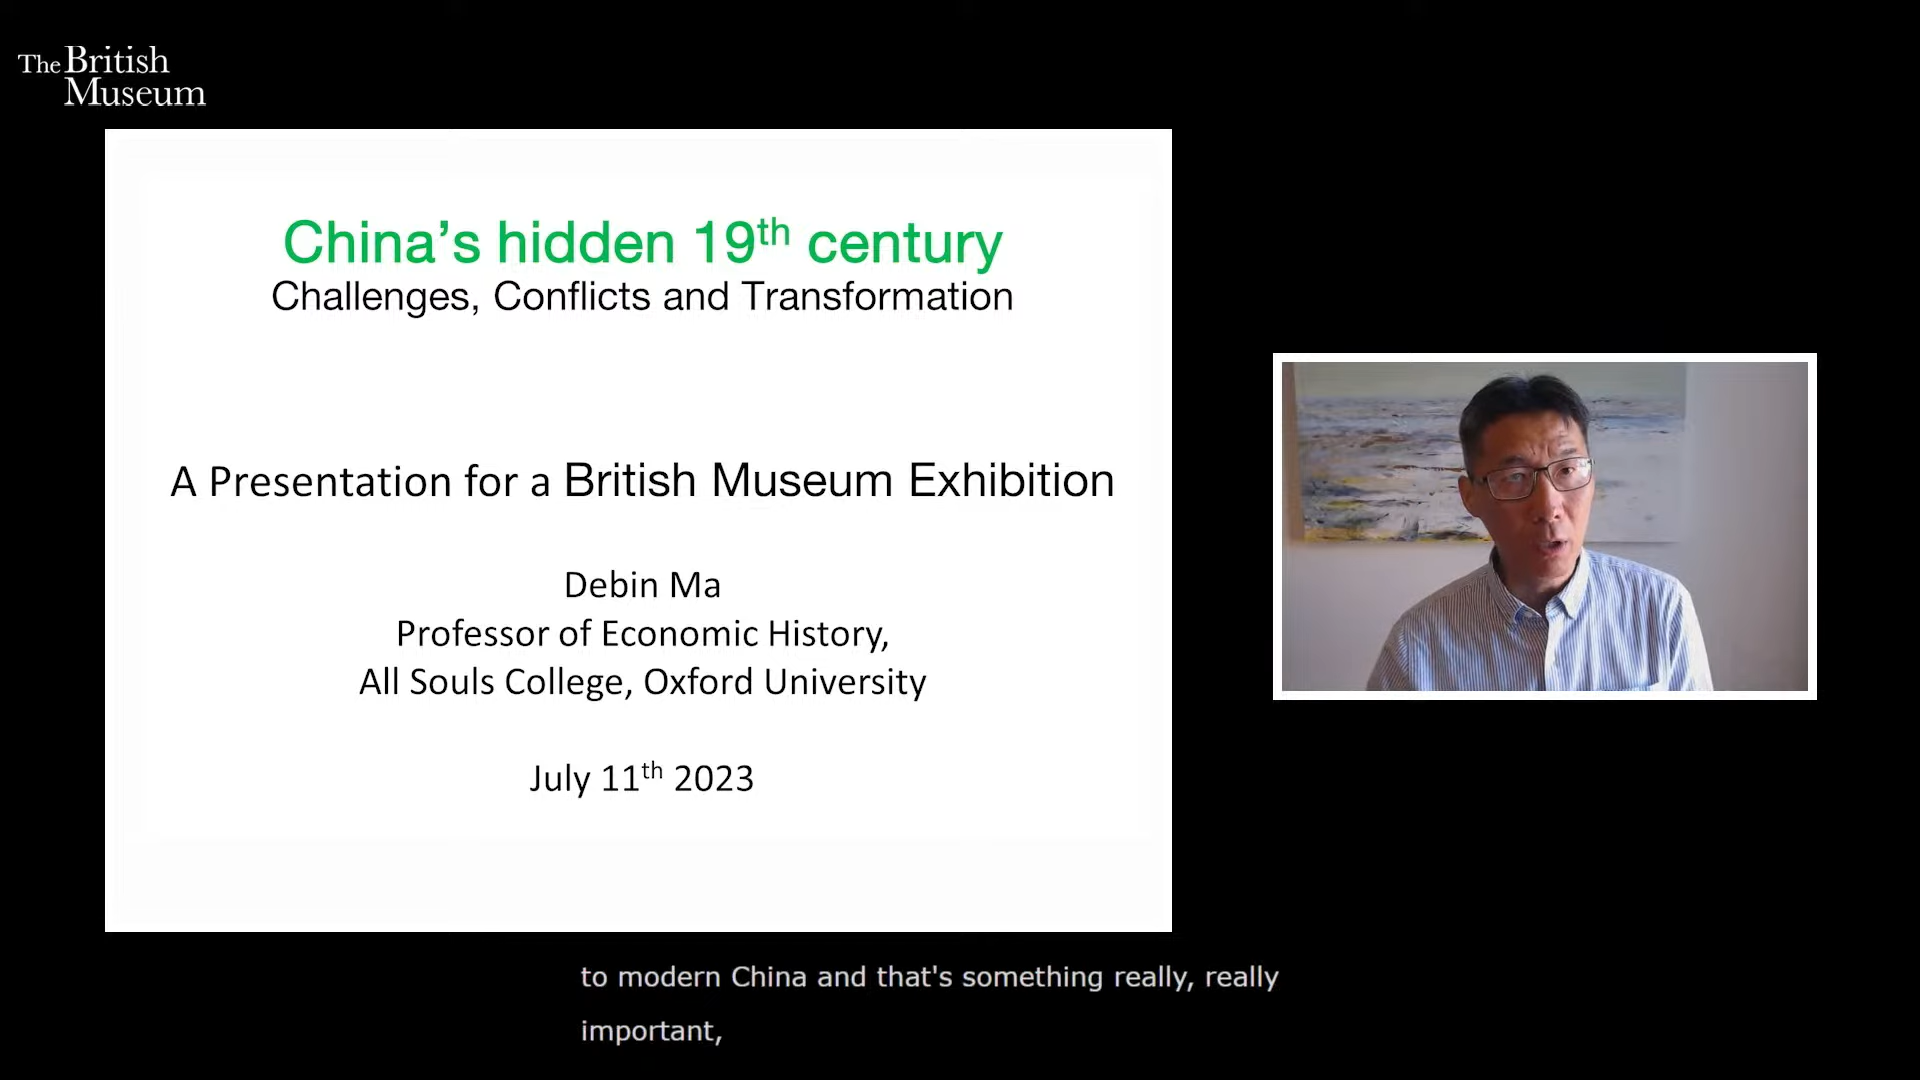 The British
Museum
China’s hidden 19th century
Challenges, Conflicts and Transformation
A Presentation for a British Museum Exhibition
Debin Ma
Professor of Economic History,
All Souls College, Oxford University
July 11th 2023
to modern China and that's something really, really
important,